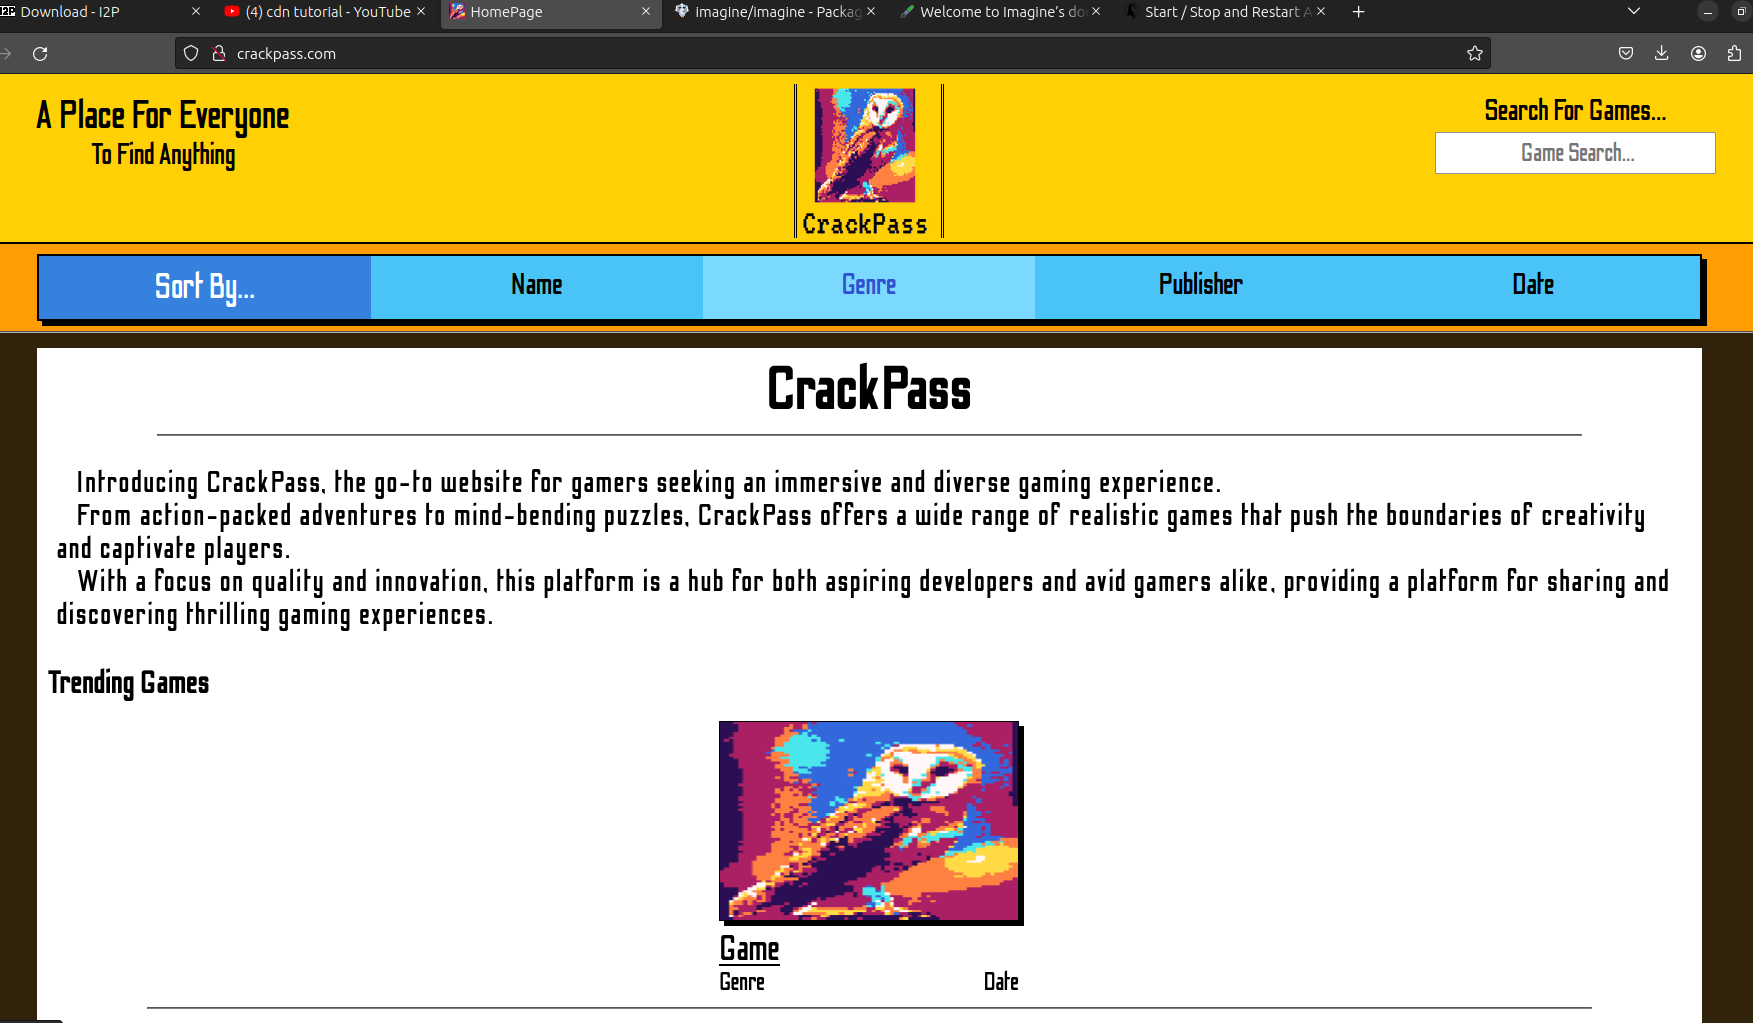 Download - I2P
(4) cdn tutorial - YouTube
HomePage
imagine/imagine - Packag
Welcome to Imagine's do
Start / Stop and Restart A
crackpass.com
A Place For Everyone
To Find Anything
CrackPass
Search For Games...
Game Search...
Sort By...
Name
Genre
Publisher
Date
CrackPass
Introducing CrackPass, the go-to website for gamers seeking an immersive and diverse gaming experience.
From action-packed adventures to mind-bending puzzles, CrackPass offers a wide range of realistic games that push the boundaries of creativity
and captivate players.
With a focus on quality and innovation, this platform is a hub for both aspiring developers and avid gamers alike, providing a platform for sharing and
discovering thrilling gaming experiences.
Trending Games
Game
Genre
Date